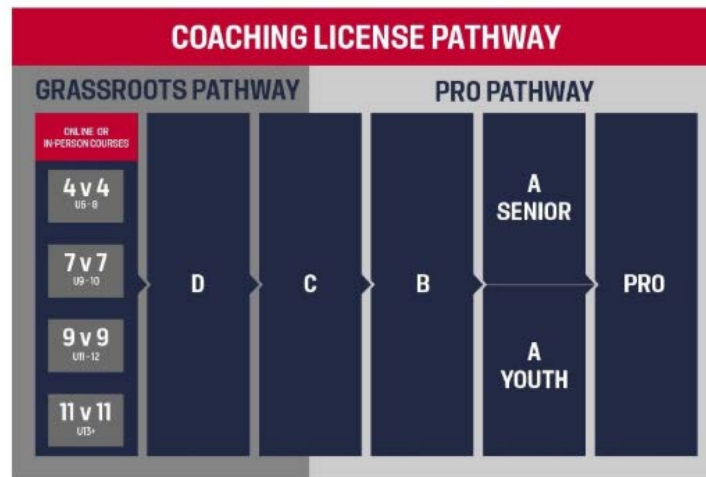 COACHING LICENSE PATHWAY
GRASSROOTS PATHWAY
PRO PATHWAY
ONLINE OR
IN-PERSON COURSES
4 v 4
U6-8
7 v 7
U9-10
9 v 9
U11-12
11 v 11
U13+
D
C
B
A
SENIOR
A
YOUTH
PRO